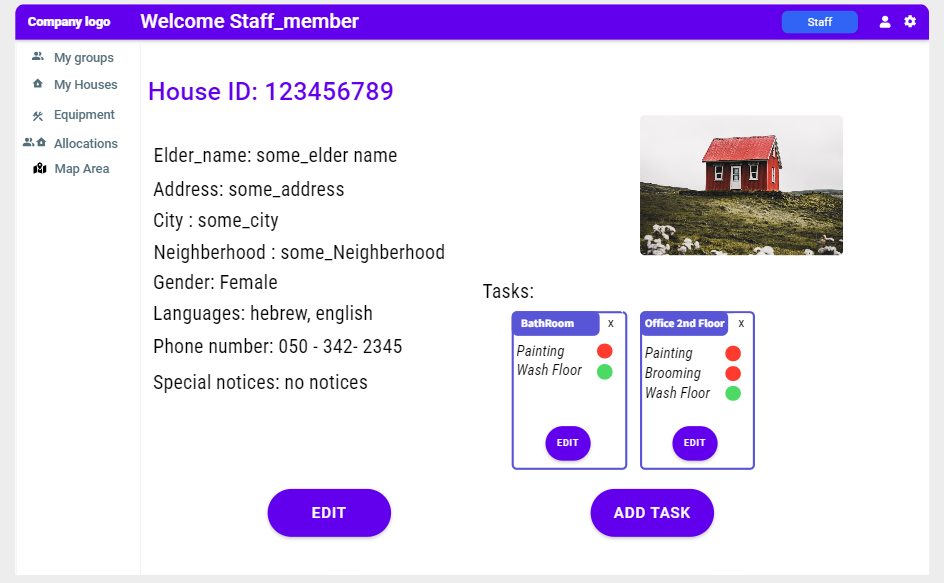 Company logo
Welcome Staff_member
Staff
My groups
My Houses
Equipment
Allocations
Map Area
House ID: 123456789
Elder_name: some_elder name
Address: some_address
City : some_city
Neighberhood : some_Neighberhood
Gender: Female
Languages: hebrew, english
Phone number: 050 - 342- 2345
Special notices: no notices
Tasks:
BathRoom X
Painting
Wash Floor
EDIT
Office 2nd Floor X
Painting
Brooming
Wash Floor
EDIT
EDIT
ADD TASK